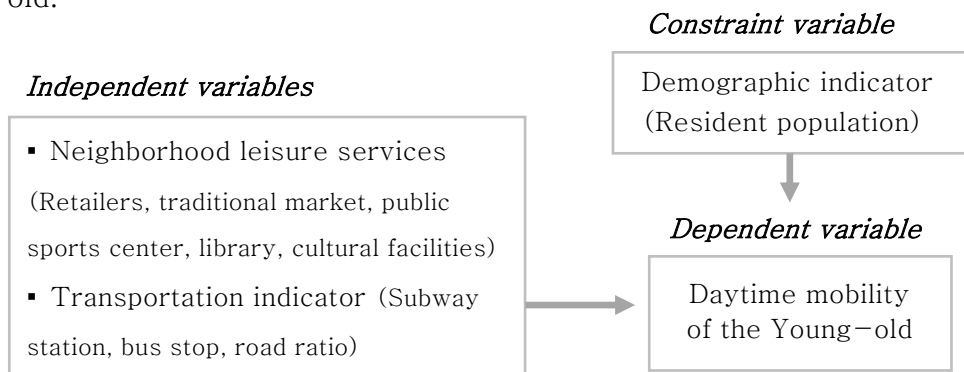 old.
Constraint variable
Demographic indicator
(Resident population)
Independent variables
▪ Neighborhood leisure services
(Retailers, traditional market, public
sports center, library, cultural facilities)
▪ Transportation indicator (Subway
station, bus stop, road ratio)
Dependent variable
Daytime mobility
of the Young-old